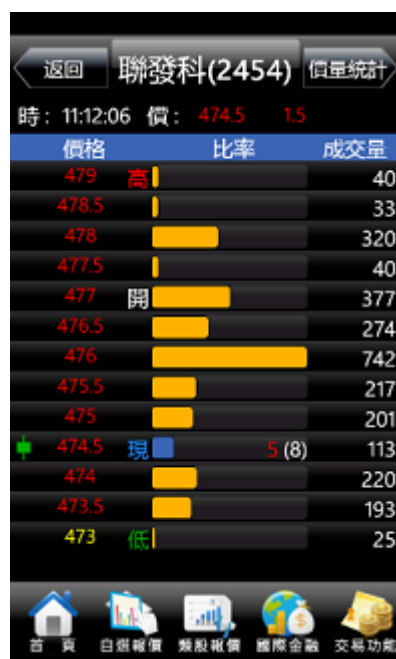 返回 聯發科(2454) 價量統計
時: 11:12:06 價: 474.5 1.5
價格 比率 成交量
479 高 40
478.5 33
478 320
477.5 40
477 開 377
476.5 274
476 742
475.5 217
475 201
474.5 現 5 (8) 113
474 220
473.5 193
473 低 25
首 頁 自選報價 類股報價 國際金融 交易功能